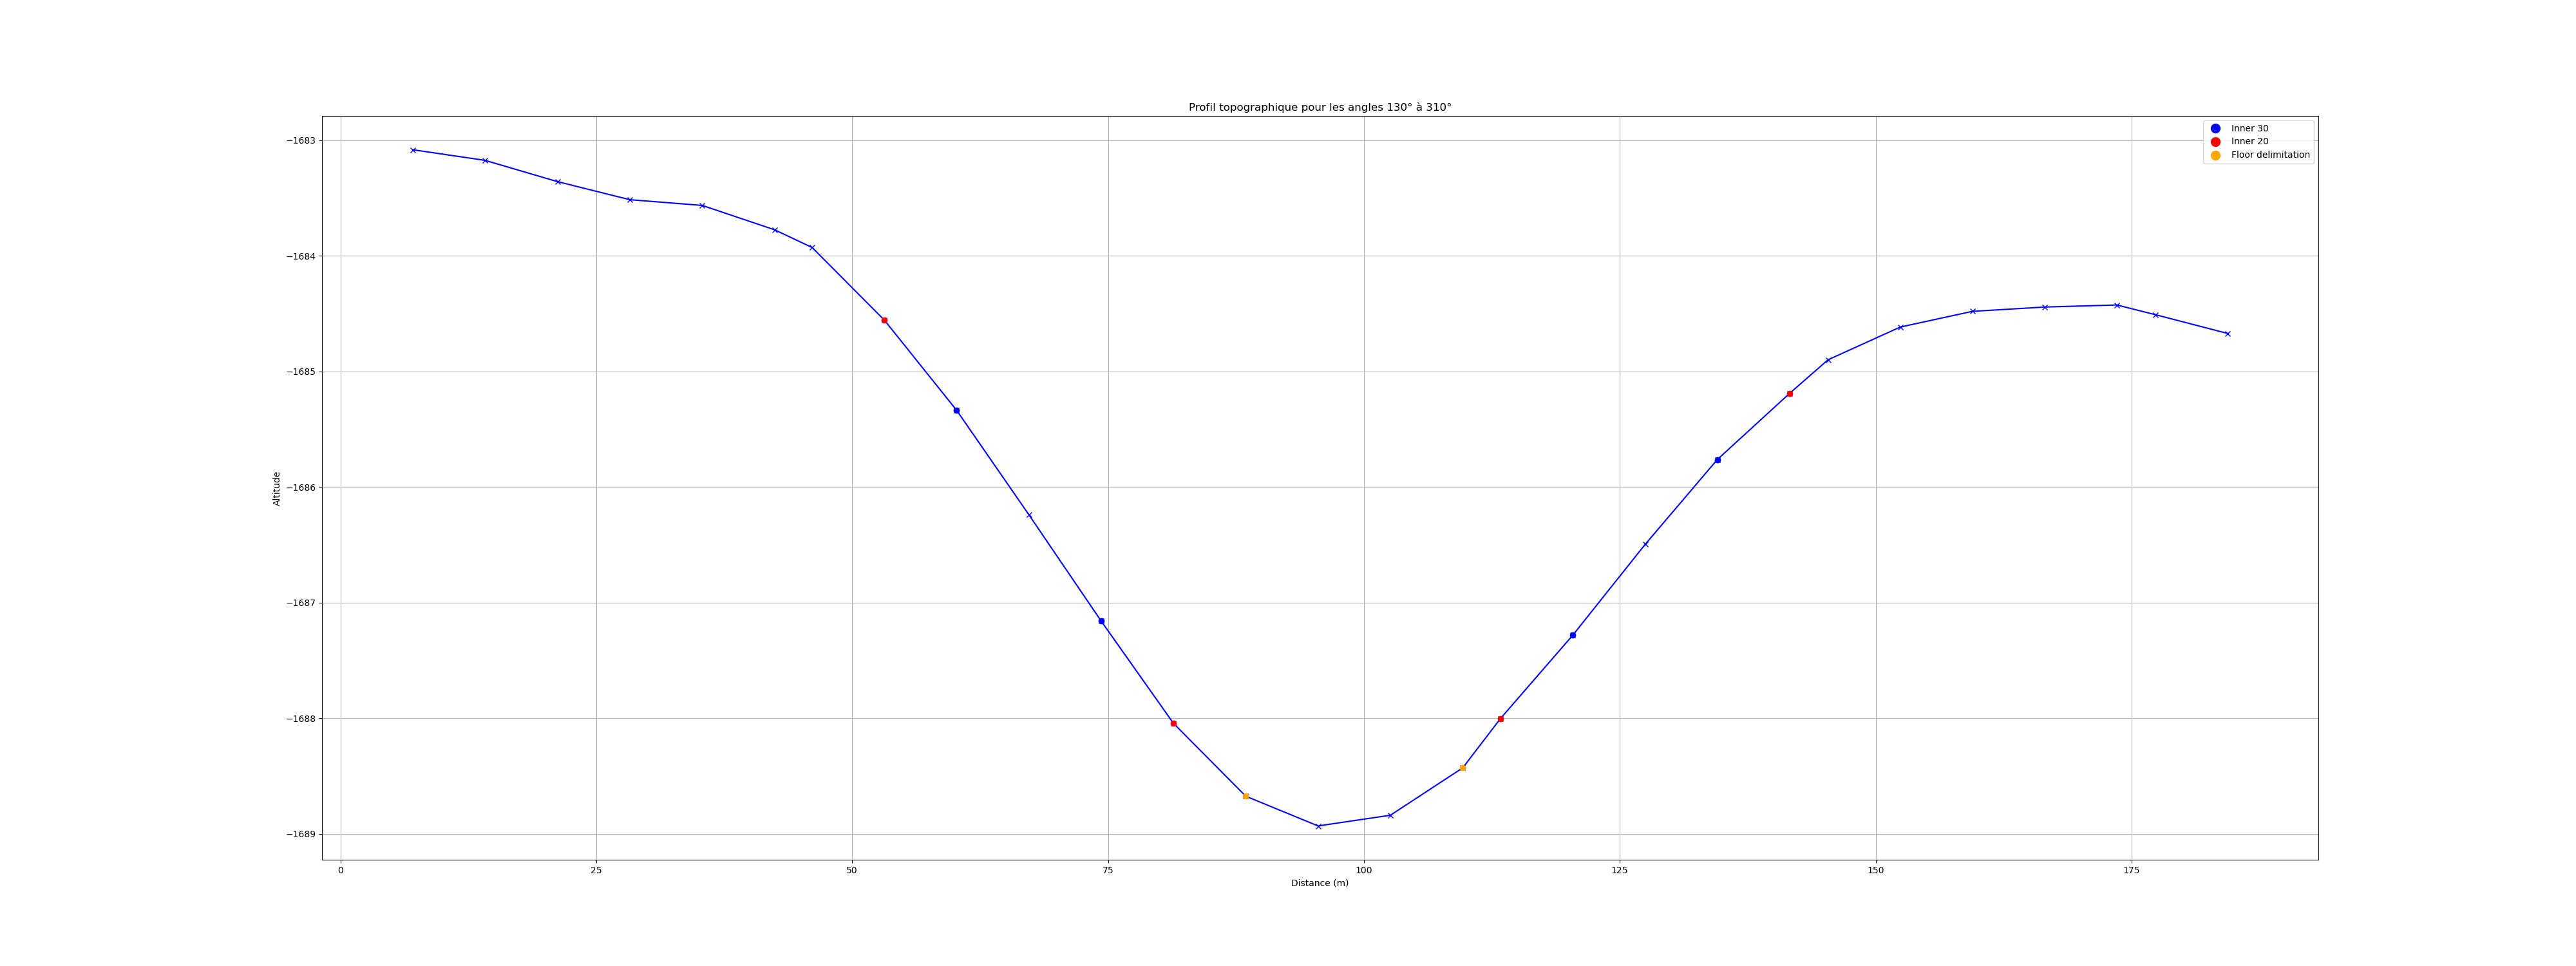 Profil topographique pour les angles 130° à 310°
Inner 30
Inner 20
Floor delimitation
−1683
−1684
−1685
−1686
−1687
−1688
−1689
Altitude
0 25 50 75 100 125 150 175
Distance (m)